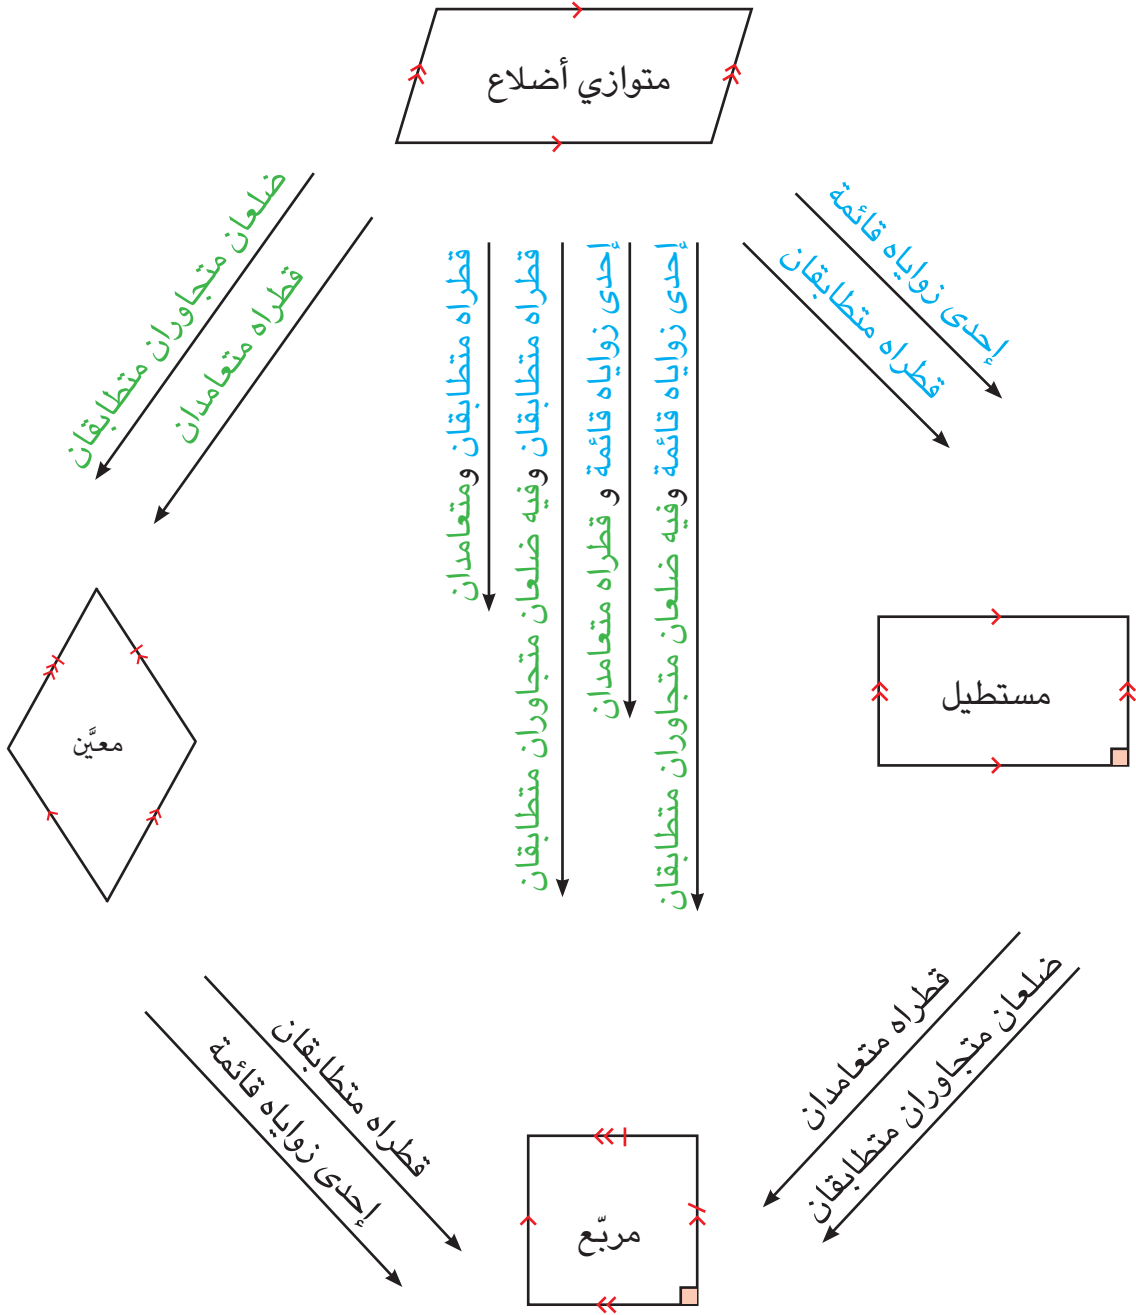 متوازي أضلاع
إحدى زواياه قائمة
قطراه متطابقان
إحدى زواياه قائمة وفيه ضلعان متجاوران متطابقان
إحدى زواياه قائمة و قطراه متعامدان
قطراه متطابقان وفيه ضلعان متجاوران متطابقان
قطراه متطابقان ومتعامدان
ضلعان متجاوران متطابقان
قطراه متعامدان
مستطيل
معيَّن
قطراه متعامدان
ضلعان متجاوران متطابقان
قطراه متطابقان
إحدى زواياه قائمة
مربّع